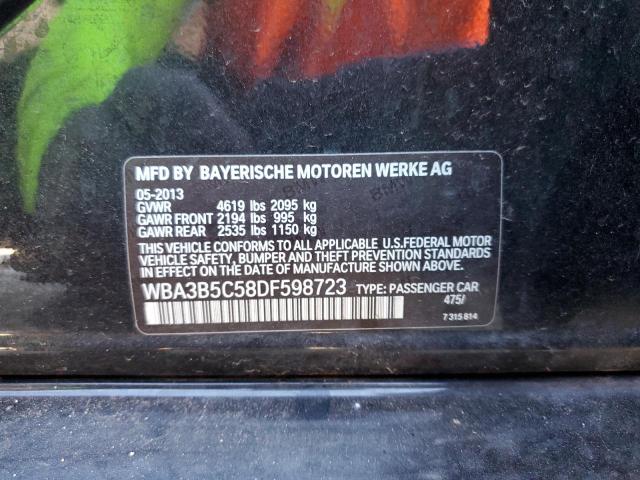 MFD BY BAYERISCHE MOTOREN WERKE AG
05-2013
GVWR 4619 lbs 2095 kg
GAWR FRONT 2194 lbs 995 kg
GAWR REAR 2535 lbs 1150 kg
THIS VEHICLE CONFORMS TO ALL APPLICABLE U.S.FEDERAL MOTOR
VEHICLE SAFETY, BUMPER, AND THEFT PREVENTION STANDARDS
IN EFFECT ON THE DATE OF MANUFACTURE SHOWN ABOVE.
WBA3B5C58DF598723 TYPE: PASSENGER CAR
475/
7 315 814